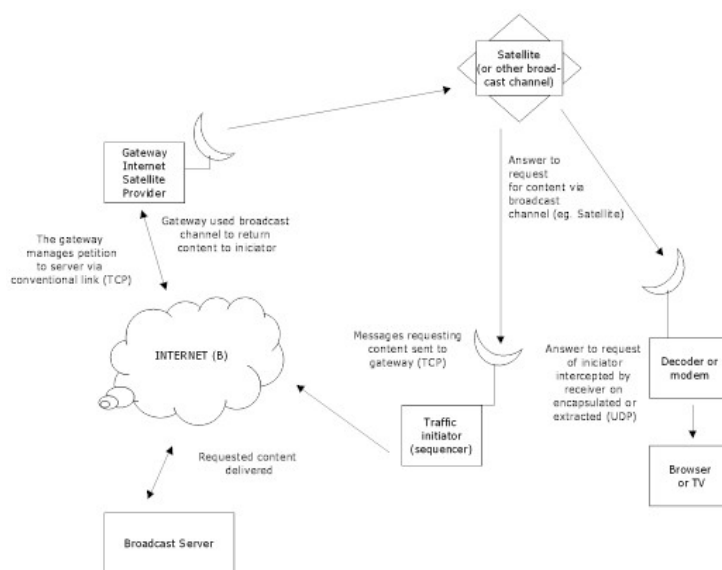 Satellite
(or other broad-
cast channel)
Gateway
Internet
Satellite
Provider
Answer to
request
for content via
broadcast
channel (eg. Satellite)
Gateway used broadcast
channel to return
content to iniciator
The gateway
manages petition
to server via
conventional link (TCP)
INTERNET (B)
Messages requesting
content sent to
gateway (TCP)
Answer to request
of iniciator
intercepted by
receiver on
encapsulated or
extracted (UDP)
Decoder or
modem
Traffic
initiator
(sequencer)
Requested content
delivered
Browser
or TV
Broadcast Server